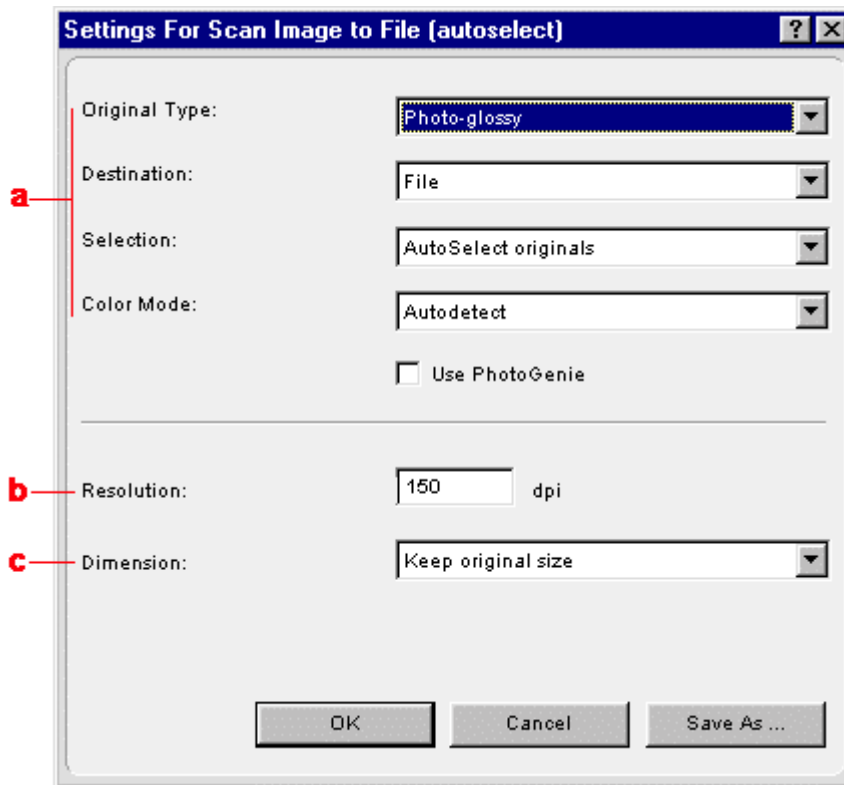 Settings For Scan Image to File (autoselect)
Original Type: Photo-glossy
a
Destination: File
Selection: AutoSelect originals
Color Mode: Autodetect
Use PhotoGenie
b Resolution: 150 dpi
c Dimension: Keep original size
OK Cancel Save As ...